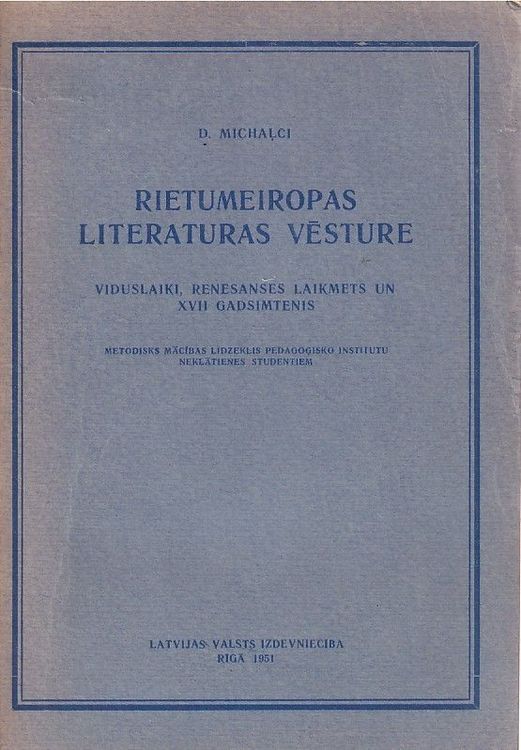 D. MICHAĻCI
RIETUMEIROPAS
LITERATURAS VĒSTURE
VIDUSLAIKI, RENESANSES LAIKMETS UN
XVII GADSIMTENIS
METODISKS MĀCĪBAS LĪDZEKLIS PEDAGOĢISKO INSTITUTU
NEKLĀTIENES STUDENTIEM
LATVIJAS VALSTS IZDEVNIECĪBA
RĪGĀ 1951